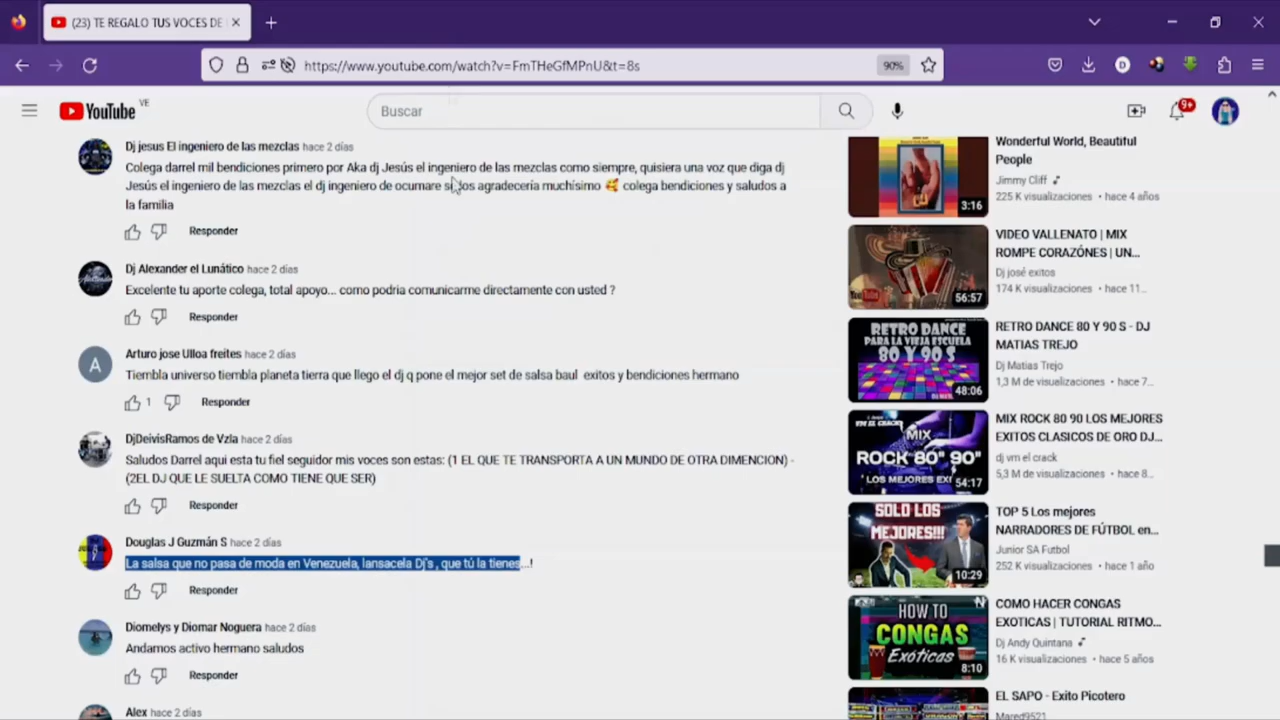 (23) TE REGALO TUS VOCES DE
https://www.youtube.com/watch?v=FmTHeGfMPnU&t=8s
90%
YouTube VE
Buscar
9+
Dj jesus El ingeniero de las mezclas hace 2 días
Colega darrel mil bendiciones primero por Aka dj Jesús el ingeniero de las mezclas como siempre, quisiera una voz que diga dj
Jesús el ingeniero de las mezclas el dj ingeniero de ocumare agradecería muchísimo 🥰 colega bendiciones y saludos a
la familia
Responder
Dj Alexander el Lunático hace 2 días
Excelente tu aporte colega, total apoyo... como podria comunicarme directamente con usted ?
Responder
A
Arturo jose Ulloa freites hace 2 días
Tiembla universo tiembla planeta tierra que llego el dj q pone el mejor set de salsa baul exitos y bendiciones hermano
1 Responder
DjDeivisRamos de Vzla hace 2 días
Saludos Darrel aqui esta tu fiel seguidor mis voces son estas: (1 EL QUE TE TRANSPORTA A UN MUNDO DE OTRA DIMENCION) -
(2EL DJ QUE LE SUELTA COMO TIENE QUE SER)
Responder
Douglas J Guzmán S hace 2 días
La salsa que no pasa de moda en Venezuela, lansacela Dj's , que tú la tienes...!
Responder
Diomelys y Diomar Noguera hace 2 días
Andamos activo hermano saludos
Responder
Alex hace 2 días
3:16
Wonderful World, Beautiful
People
Jimmy Cliff
225 K visualizaciones • hace 4 años
56:57
VIDEO VALLENATO | MIX
ROMPE CORAZÓNES | UN...
Dj josé exitos
174 K visualizaciones • hace 11...
RETRO DANCE
PARA LA VIEJA ESCUELA
80 Y 90 S
48:06
RETRO DANCE 80 Y 90 S - DJ
MATIAS TREJO
Dj Matias Trejo
1,3 M de visualizaciones • hace 7...
MIX
ROCK 80" 90"
54:17
MIX ROCK 80 90 LOS MEJORES
EXITOS CLASICOS DE ORO DJ...
dj vm el crack
5,3 M de visualizaciones • hace 8...
SOLO LOS
MEJORES!!!
10:29
TOP 5 Los mejores
NARRADORES DE FÚTBOL en...
Junior SA Futbol
252 K visualizaciones • hace 1 año
HOW TO
CONGAS
Exóticas
8:10
COMO HACER CONGAS
EXOTICAS | TUTORIAL RITMO...
Dj Andy Quintana
16 K visualizaciones • hace 5 años
EL SAPO - Exito Picotero
Mared9521